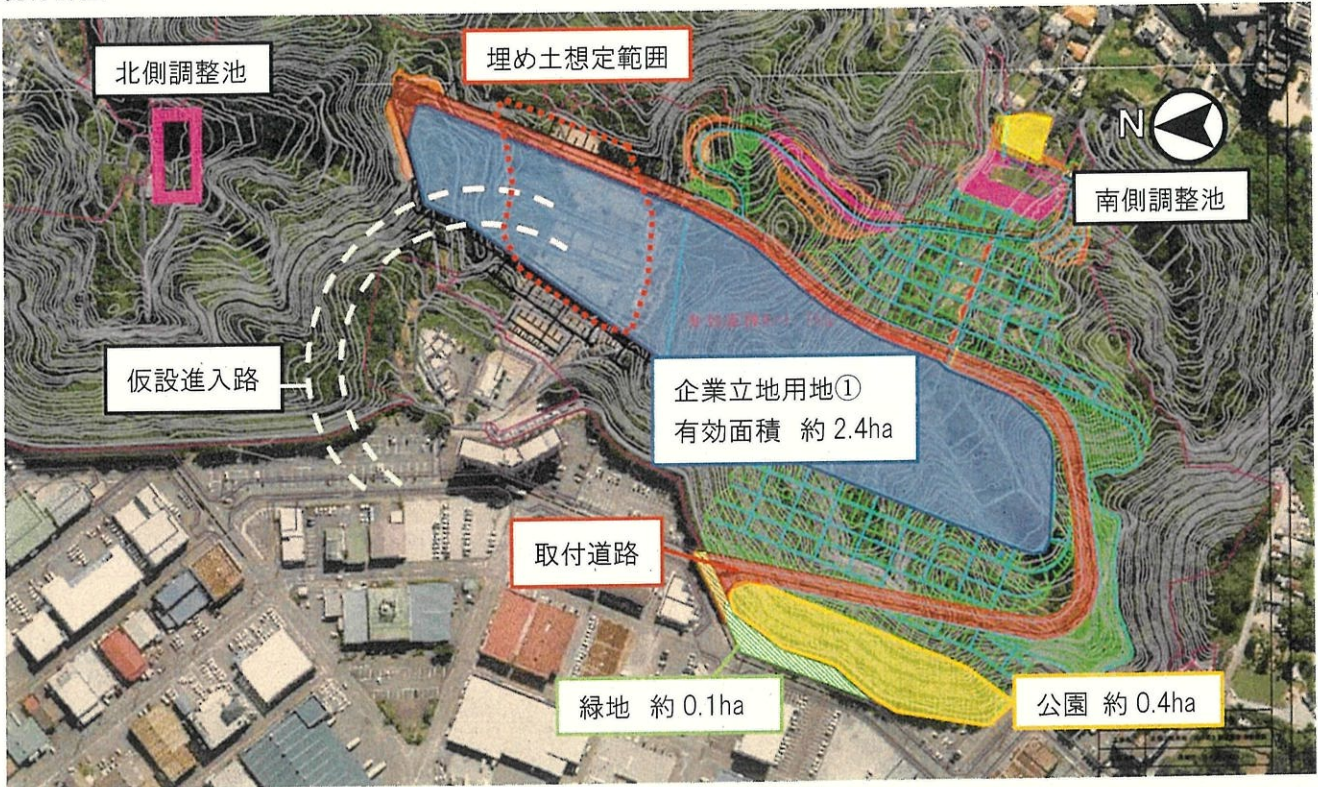 北側調整池
埋め土想定範囲
N
南側調整池
仮設進入路
企業立地用地①
有効面積 約 2.4ha
取付道路
緑地 約 0.1ha
公園 約 0.4ha